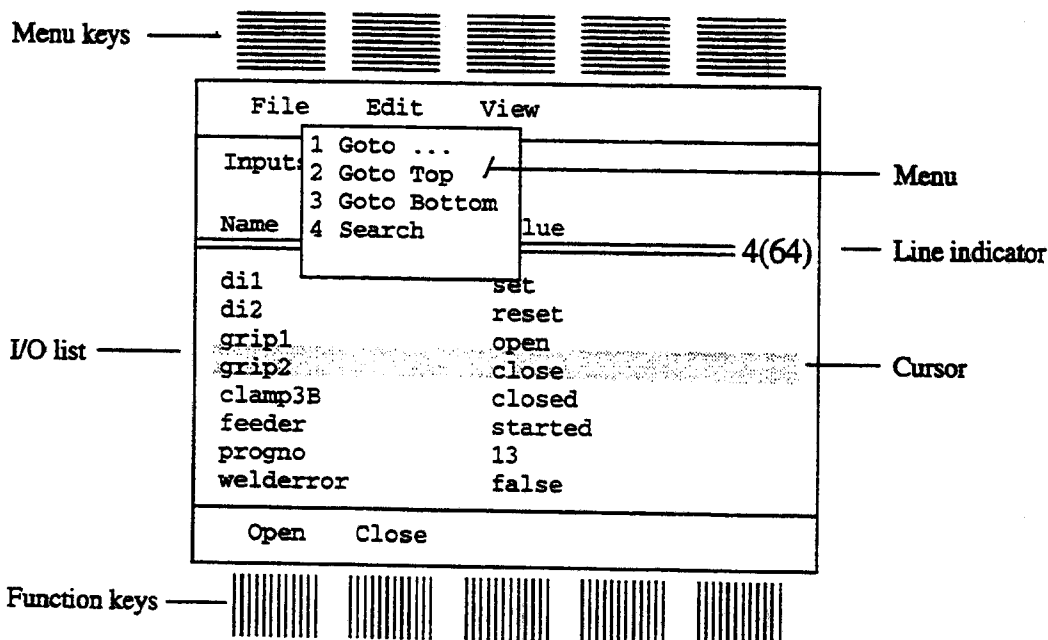 Menu keys
File Edit View
1 Goto ...
Inputs
2 Goto Top
Menu
3 Goto Bottom
Name
4 Search
lue
4(64)
Line indicator
di1 set
di2 reset
grip1 open
I/O list
grip2 close
Cursor
clamp3B closed
feeder started
progno 13
welderror false
Open Close
Function keys